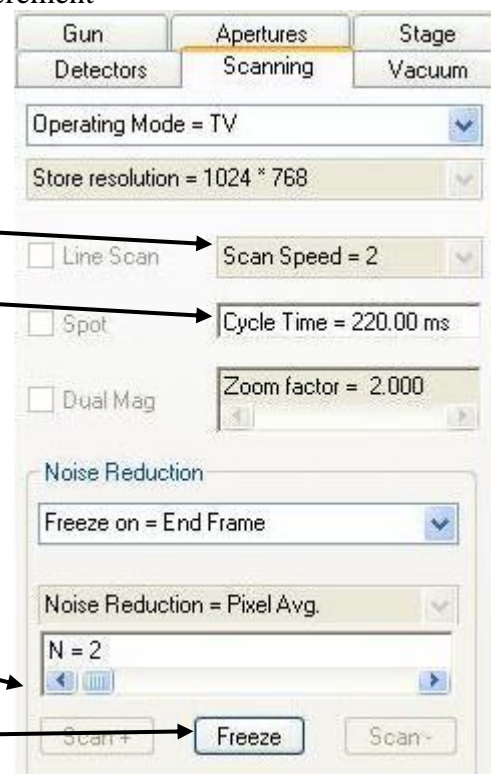 crement
Gun Apertures Stage
Detectors Scanning Vacuum
Operating Mode = TV
Store resolution = 1024 * 768
Line Scan Scan Speed = 2
Spot Cycle Time = 220.00 ms
Dual Mag Zoom factor = 2.000
Noise Reduction
Freeze on = End Frame
Noise Reduction = Pixel Avg.
N = 2
Scan + Freeze Scan -